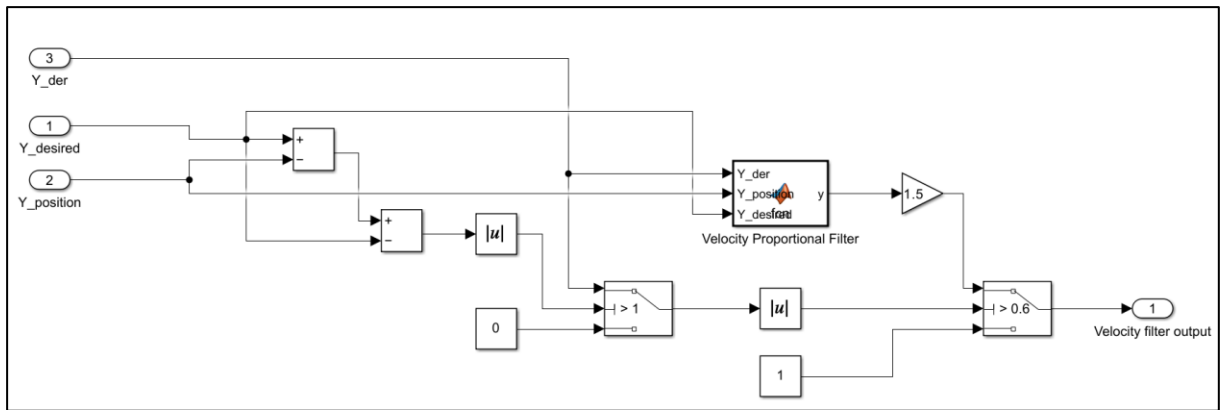 3
Y_der
1
Y_desired
2
Y_position
+
−
+
−
|u|
0
> 1
Y_der
Y_position y
fcn
Y_desired
Velocity Proportional Filter
1.5
|u|
1
> 0.6
1
Velocity filter output